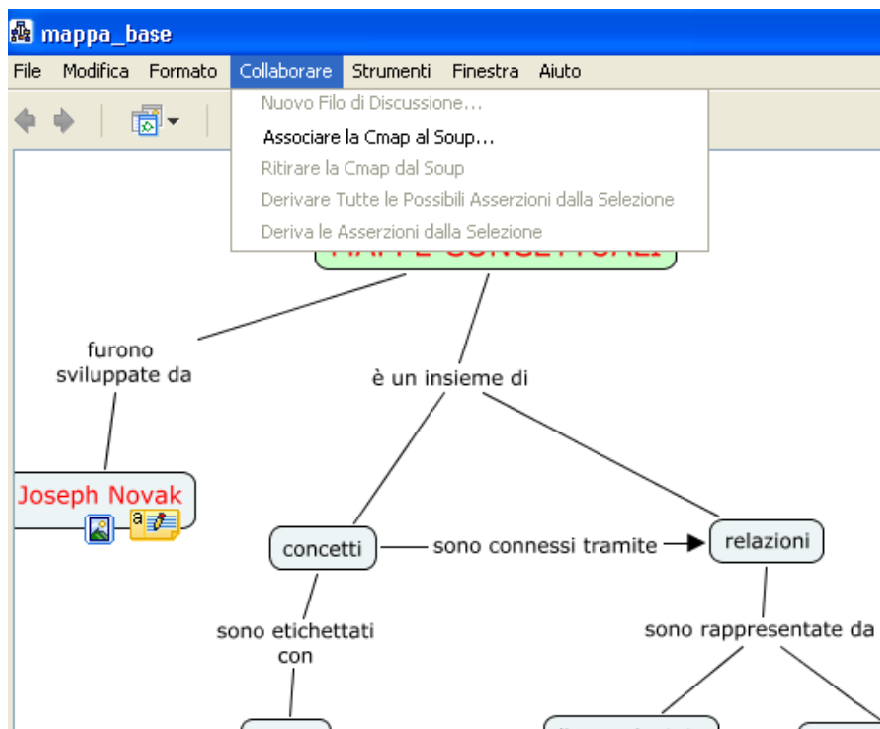 mappa_base
File Modifica Formato Collaborare Strumenti Finestra Aiuto
Nuovo Filo di Discussione...
Associare la Cmap al Soup...
Ritirare la Cmap dal Soup
Derivare Tutte le Possibili Asserzioni dalla Selezione
Deriva le Asserzioni dalla Selezione
MAPPE CONCETTUALI
furono
sviluppate da
è un insieme di
Joseph Novak
a
concetti
sono connessi tramite
relazioni
sono etichettati
con
sono rappresentate da